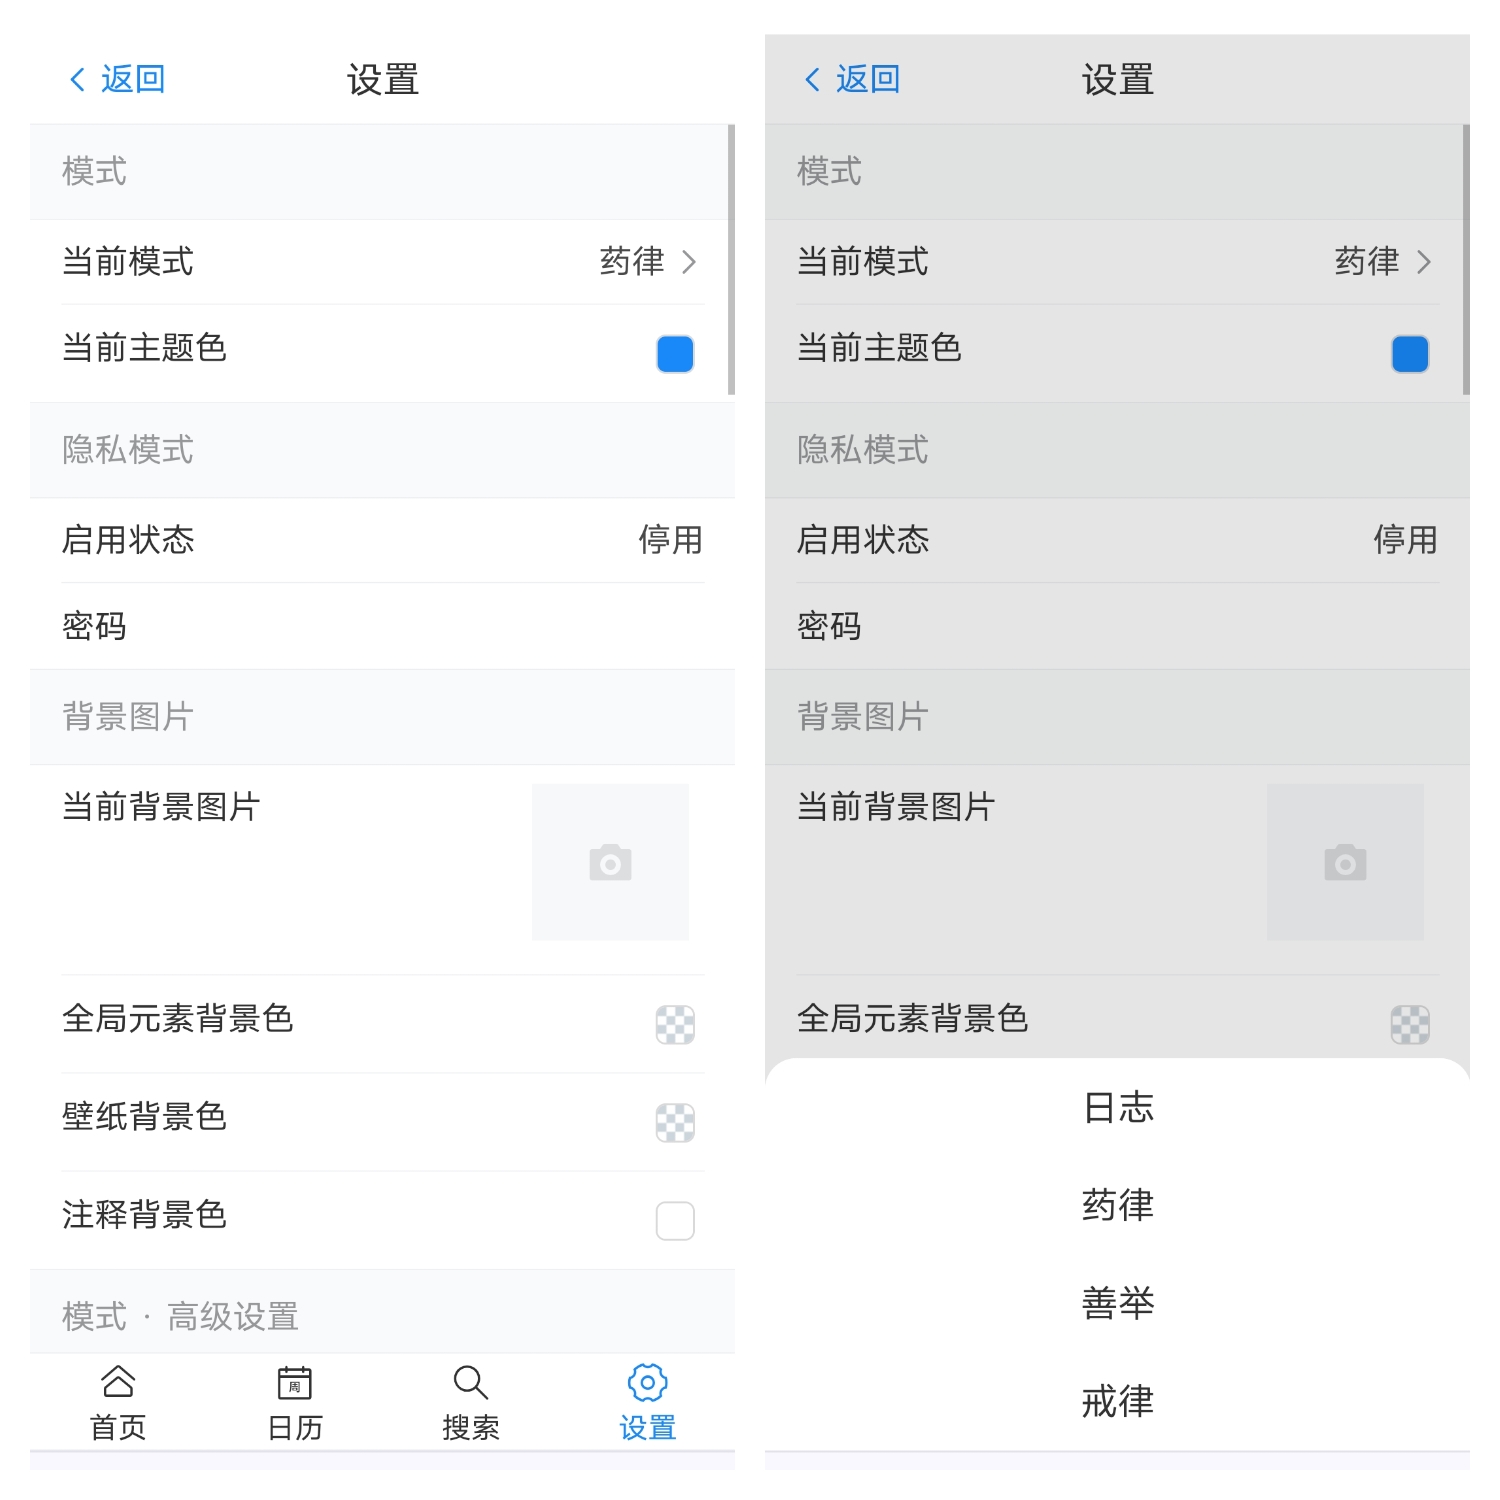 返回 设置
模式
当前模式 药律
当前主题色
隐私模式
启用状态 停用
密码
背景图片
当前背景图片
全局元素背景色
壁纸背景色
注释背景色
模式 · 高级设置
周
首页 日历 搜索 设置
返回 设置
模式
当前模式 药律
当前主题色
隐私模式
启用状态 停用
密码
背景图片
当前背景图片
全局元素背景色
日志
药律
善举
戒律